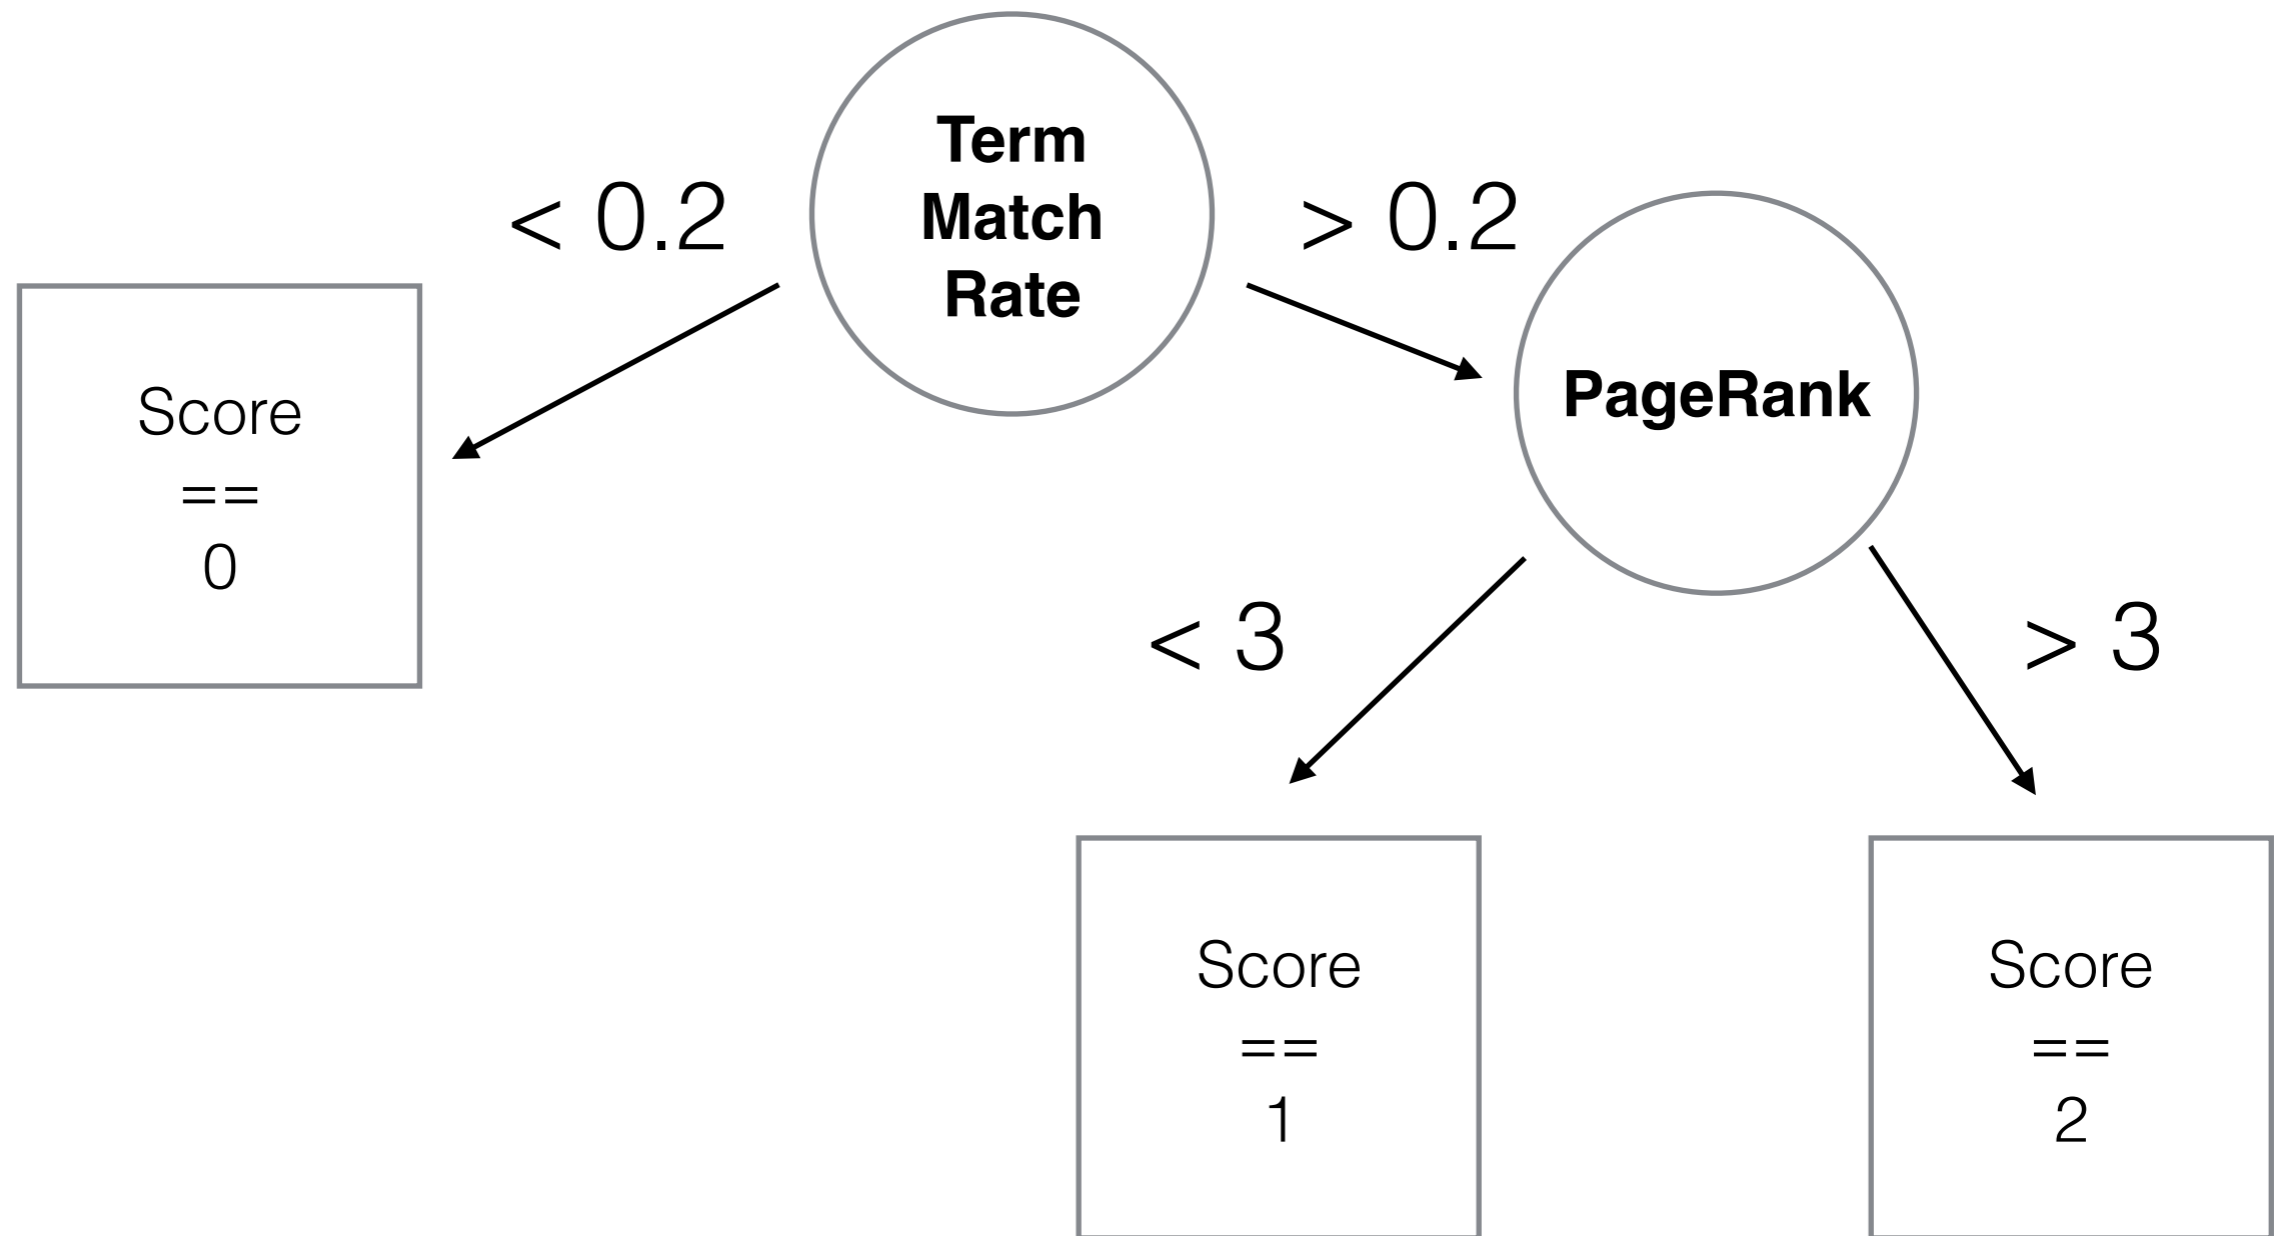 Term
Match
Rate
< 0.2
> 0.2
Score
==
0
PageRank
< 3
> 3
Score
==
1
Score
==
2